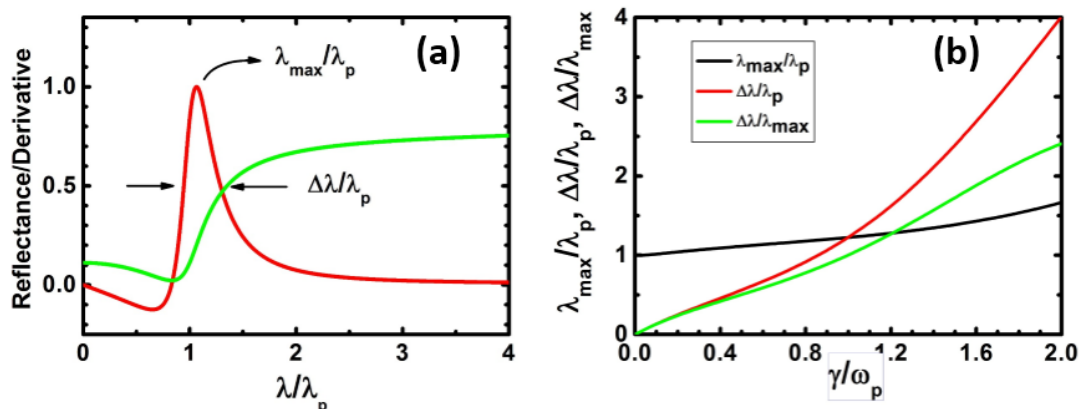 (a)
Reflectance/Derivative
1.0
0.5
0.0
λmax/λp
Δλ/λp
0 1 2 3 4
λ/λp
(b)
λmax/λp, Δλ/λp, Δλ/λmax
4
3
2
1
0
λmax/λp
Δλ/λp
Δλ/λmax
0.0 0.4 0.8 1.2 1.6 2.0
γ/ωp